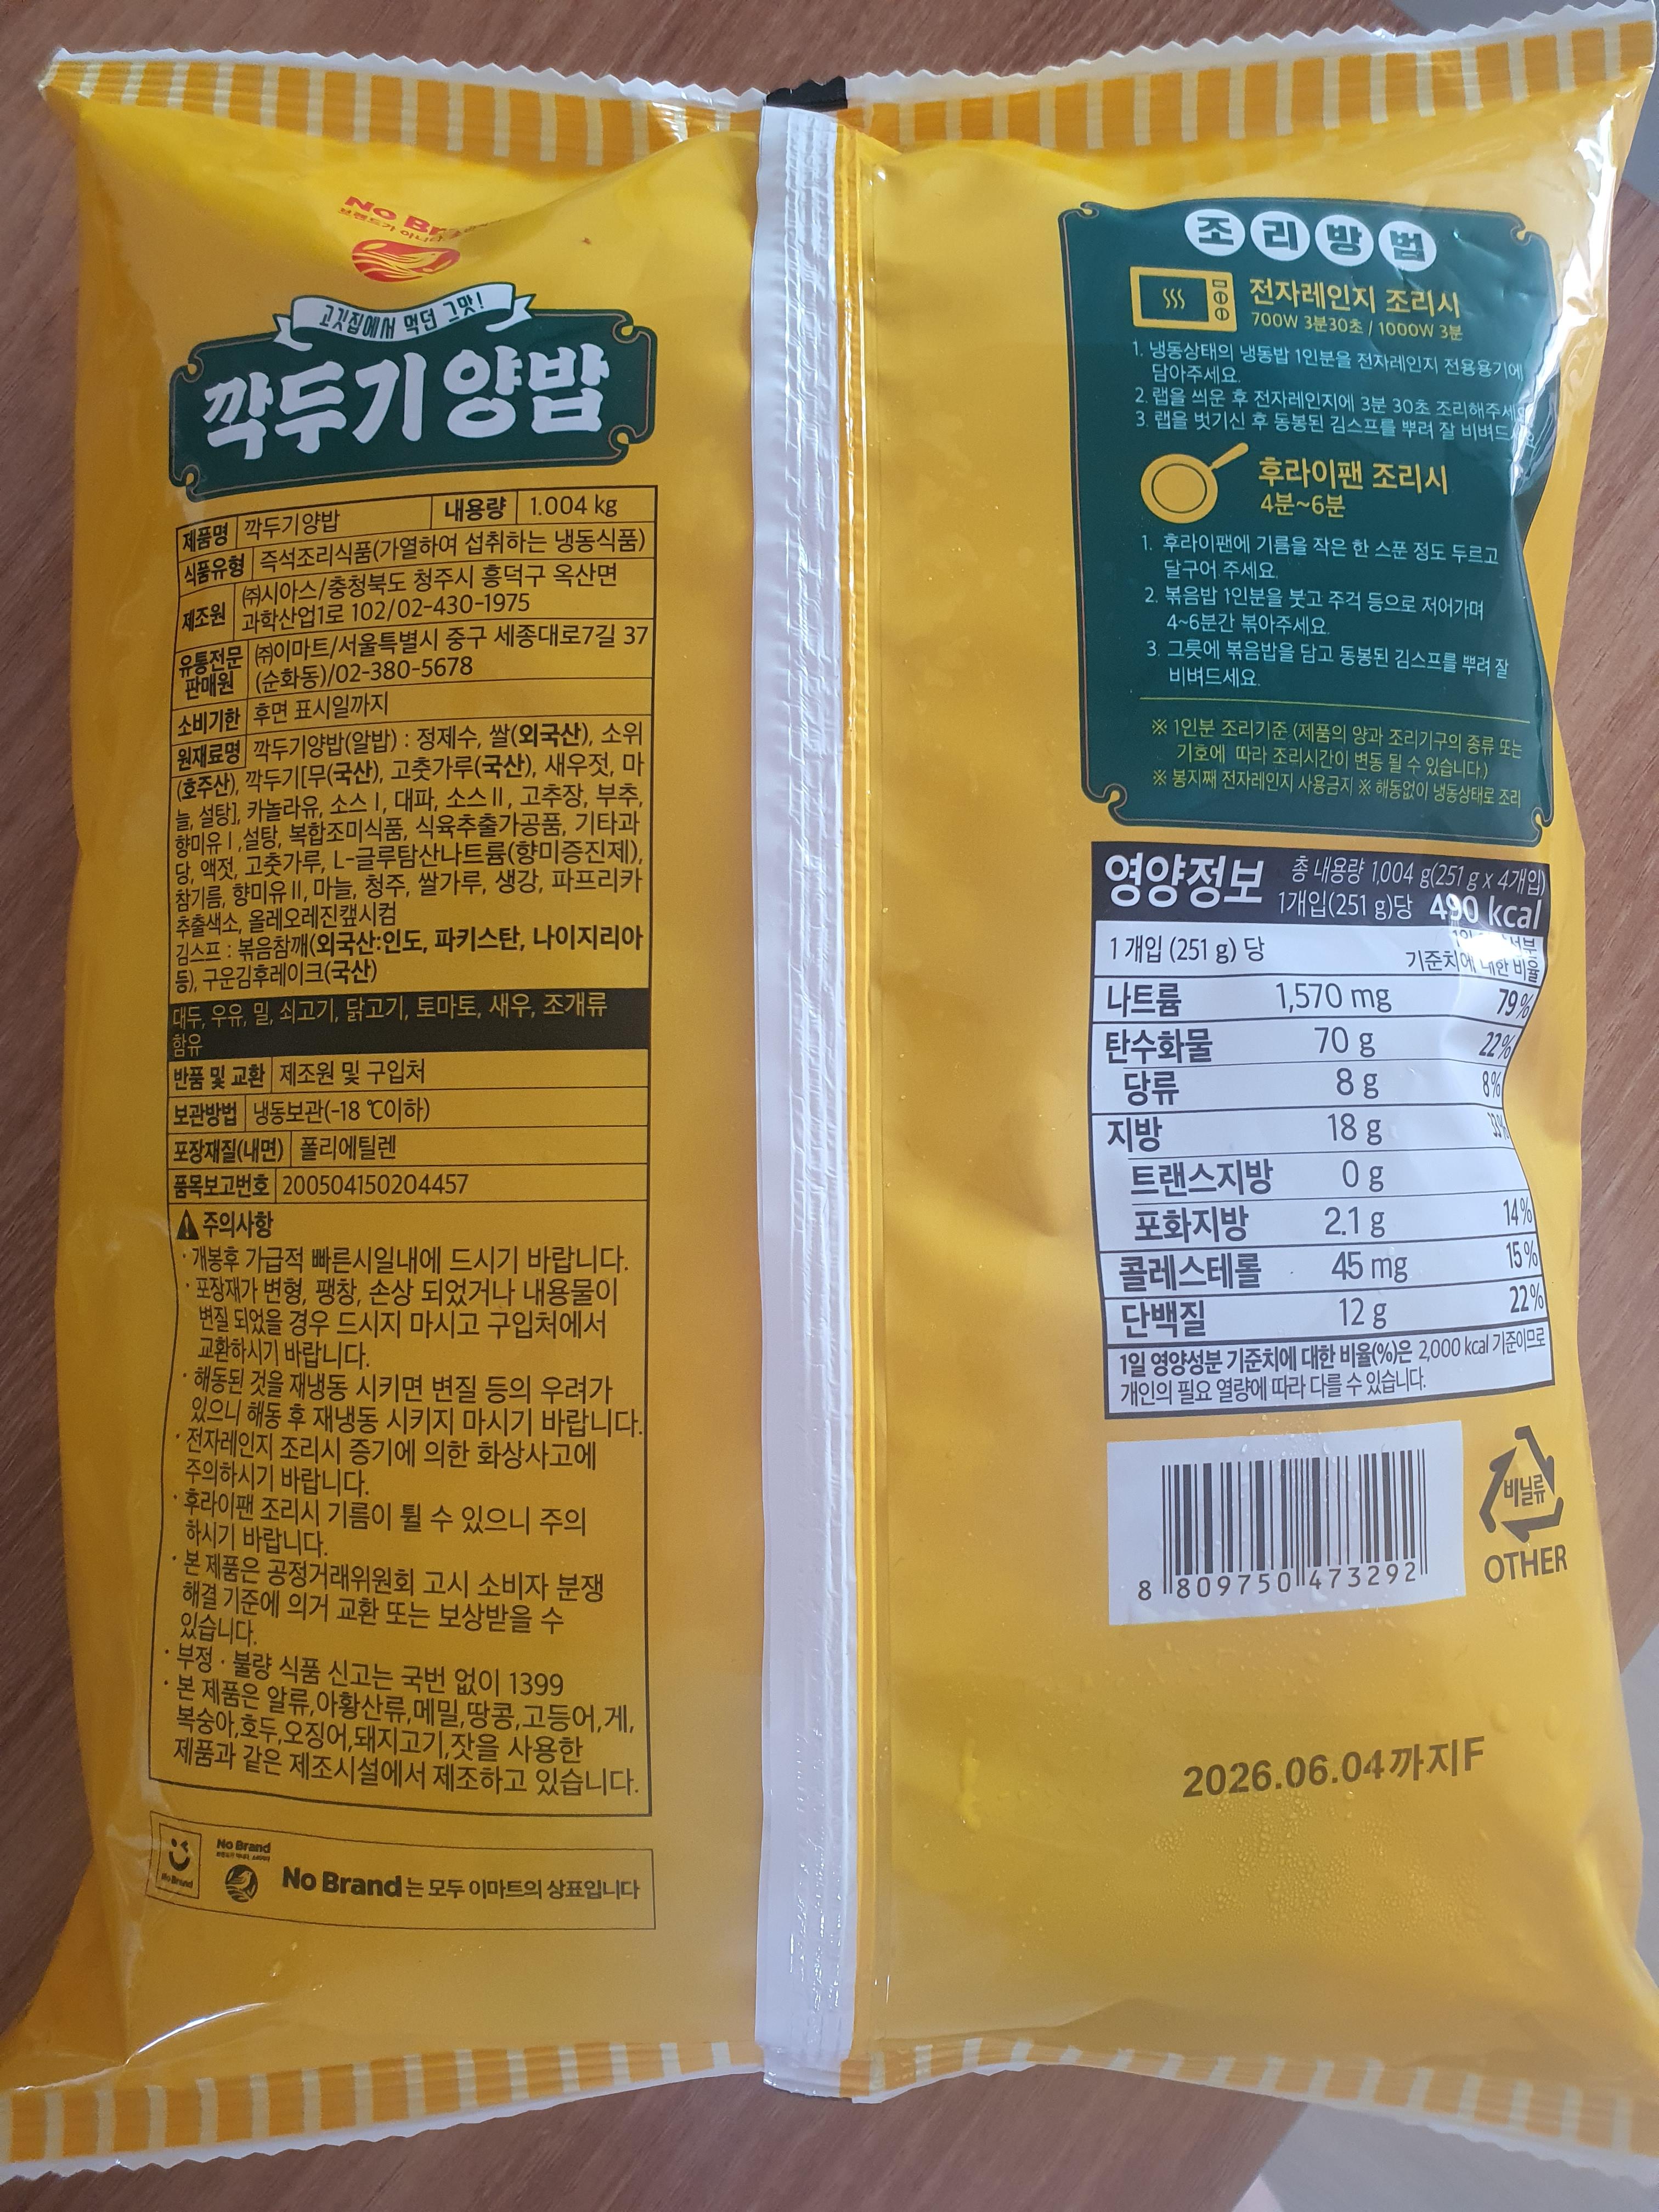 No Br
브랜드가 아니다
고깃집에서 먹던 그맛!
깍두기양밥
제품명 깍두기양밥 내용량 1.004 kg
식품유형 즉석조리식품(가열하여 섭취하는 냉동식품)
제조원 ㈜시아스/충청북도 청주시 흥덕구 옥산면
과학산업1로 102/02-430-1975
유통전문
판매원 ㈜이마트/서울특별시 중구 세종대로7길 37
(순화동)/02-380-5678
소비기한 후면 표시일까지
원재료명 깍두기양밥(알밥) : 정제수, 쌀(외국산), 소위
(호주산), 깍두기[무(국산), 고춧가루(국산), 새우젓, 마
늘, 설탕], 카놀라유, 소스Ⅰ, 대파, 소스Ⅱ, 고추장, 부추,
향미유Ⅰ, 설탕, 복합조미식품, 식육추출가공품, 기타과
당, 액젓, 고춧가루, L-글루탐산나트륨(향미증진제),
참기름, 향미유Ⅱ, 마늘, 청주, 쌀가루, 생강, 파프리카
추출색소, 올레오레진캪시컴
김스프 : 볶음참깨(외국산:인도, 파키스탄, 나이지리아
등), 구운김후레이크(국산)
대두, 우유, 밀, 쇠고기, 닭고기, 토마토, 새우, 조개류
함유
반품 및 교환 제조원 및 구입처
보관방법 냉동보관(-18 ℃이하)
포장재질(내면) 폴리에틸렌
품목보고번호 200504150204457
주의사항
· 개봉후 가급적 빠른시일내에 드시기 바랍니다.
· 포장재가 변형, 팽창, 손상 되었거나 내용물이
변질 되었을 경우 드시지 마시고 구입처에서
교환하시기 바랍니다.
· 해동된 것을 재냉동 시키면 변질 등의 우려가
있으니 해동 후 재냉동 시키지 마시기 바랍니다.
· 전자레인지 조리시 증기에 의한 화상사고에
주의하시기 바랍니다.
· 후라이팬 조리시 기름이 튈 수 있으니 주의
하시기 바랍니다.
· 본 제품은 공정거래위원회 고시 소비자 분쟁
해결 기준에 의거 교환 또는 보상받을 수
있습니다.
· 부정 · 불량 식품 신고는 국번 없이 1399
· 본 제품은 알류,아황산류,메밀,땅콩,고등어,게,
복숭아,호두,오징어,돼지고기,잣을 사용한
제품과 같은 제조시설에서 제조하고 있습니다.
No Brand
No Brand
No Brand는 모두 이마트의 상표입니다
조리방법
전자레인지 조리시
700W 3분30초 / 1000W 3분
1. 냉동상태의 냉동밥 1인분을 전자레인지 전용용기에
담아주세요.
2. 랩을 씌운 후 전자레인지에 3분 30초 조리해주세요
3. 랩을 벗기신 후 동봉된 김스프를 뿌려 잘 비벼드세요
후라이팬 조리시
4분~6분
1. 후라이팬에 기름을 작은 한 스푼 정도 두르고
달구어 주세요.
2. 볶음밥 1인분을 붓고 주걱 등으로 저어가며
4~6분간 볶아주세요.
3. 그릇에 볶음밥을 담고 동봉된 김스프를 뿌려 잘
비벼드세요.
※ 1인분 조리기준 (제품의 양과 조리기구의 종류 또는
기호에 따라 조리시간이 변동 될 수 있습니다.)
※ 봉지째 전자레인지 사용금지 ※ 해동없이 냉동상태로 조리
영양정보 총 내용량 1,004 g(251 g x 4개입)
1개입(251 g)당 490 kcal
1 개입 (251 g) 당
기준치에 대한 비율
나트륨 1,570 mg 79%
탄수화물 70 g 22%
당류 8 g 8%
지방 18 g 33%
트랜스지방 0 g
포화지방 2.1 g 14%
콜레스테롤 45 mg 15%
단백질 12 g 22%
1일 영양성분 기준치에 대한 비율(%)은 2,000 kcal 기준이므로
개인의 필요 열량에 따라 다를 수 있습니다.
8 809750 473292
비닐류
OTHER
2026.06.04까지F